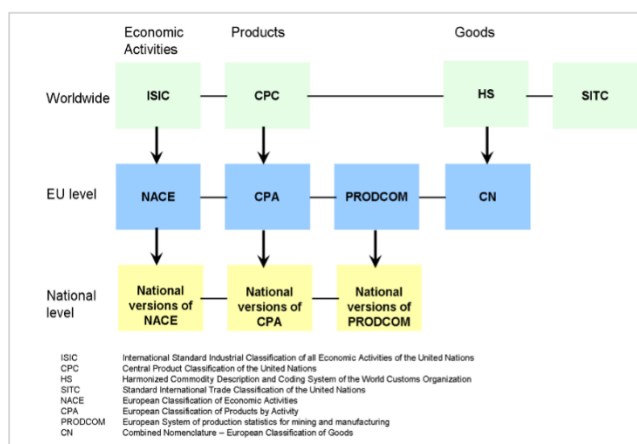 Economic Activities Products Goods
Worldwide ISIC CPC HS SITC
EU level NACE CPA PRODCOM CN
National level National versions of NACE National versions of CPA National versions of PRODCOM
ISIC International Standard Industrial Classification of all Economic Activities of the United Nations
CPC Central Product Classification of the United Nations
HS Harmonized Commodity Description and Coding System of the World Customs Organization
SITC Standard International Trade Classification of the United Nations
NACE European Classification of Economic Activities
CPA European Classification of Products by Activity
PRODCOM European System of production statistics for mining and manufacturing
CN Combined Nomenclature – European Classification of Goods